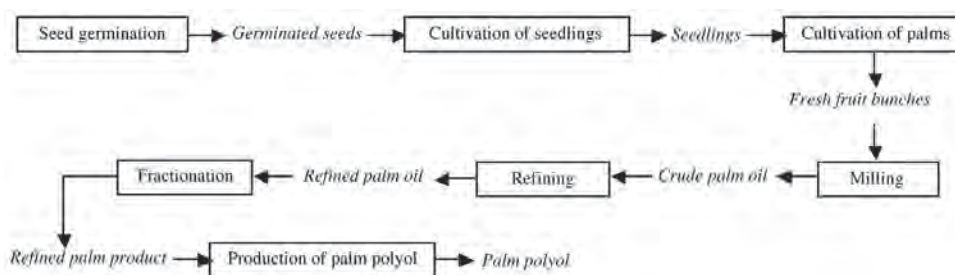 Seed germination
Germinated seeds
Cultivation of seedlings
Seedlings
Cultivation of palms
Fresh fruit bunches
Milling
Crude palm oil
Refining
Refined palm oil
Fractionation
Refined palm product
Production of palm polyol
Palm polyol